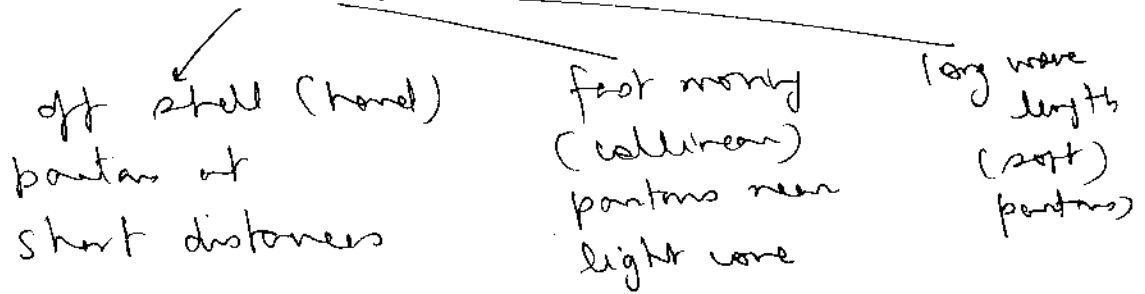 off shell (hard)
partons at
short distances
fast moving
(collinear)
partons near
light cone
long wave
length
(soft)
partons)